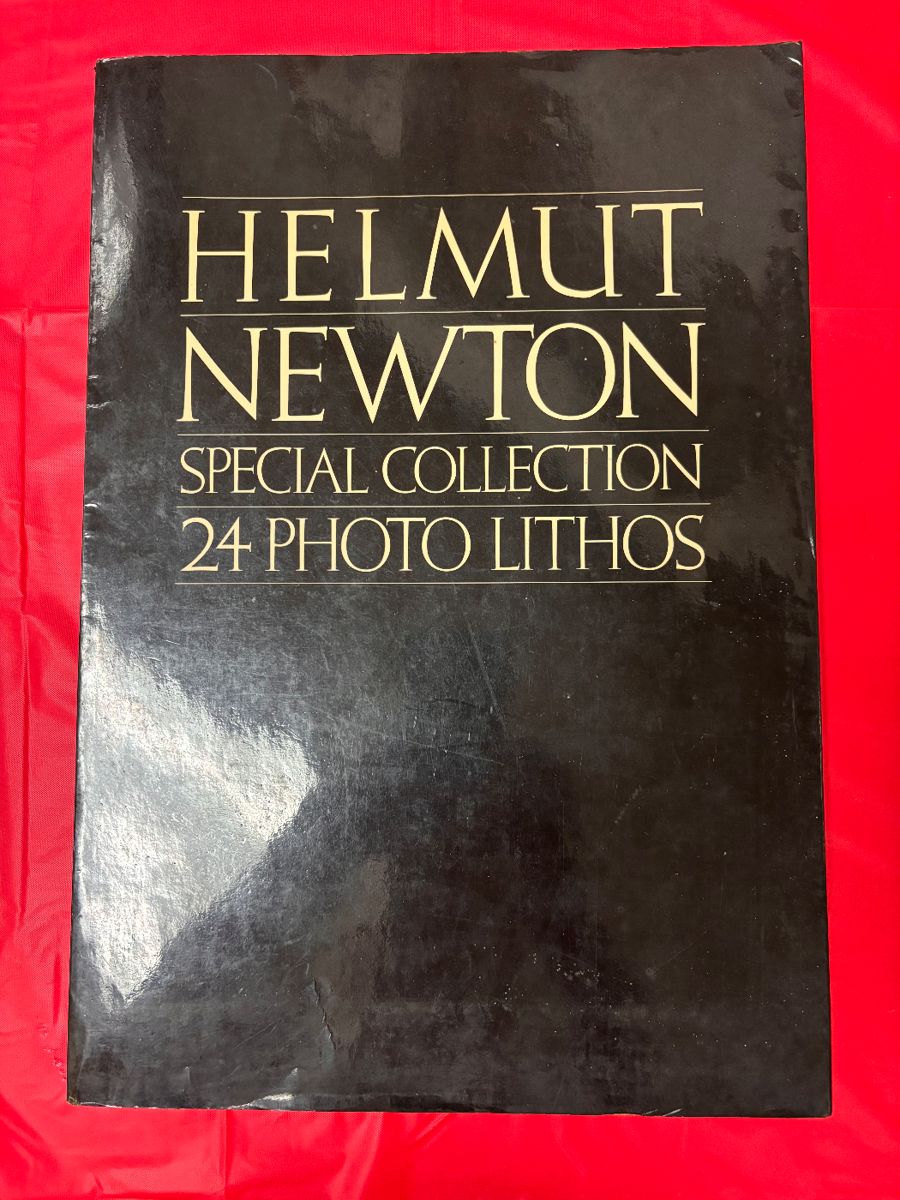 HELMUT
NEWTON
SPECIAL COLLECTION
24 PHOTO LITHOS